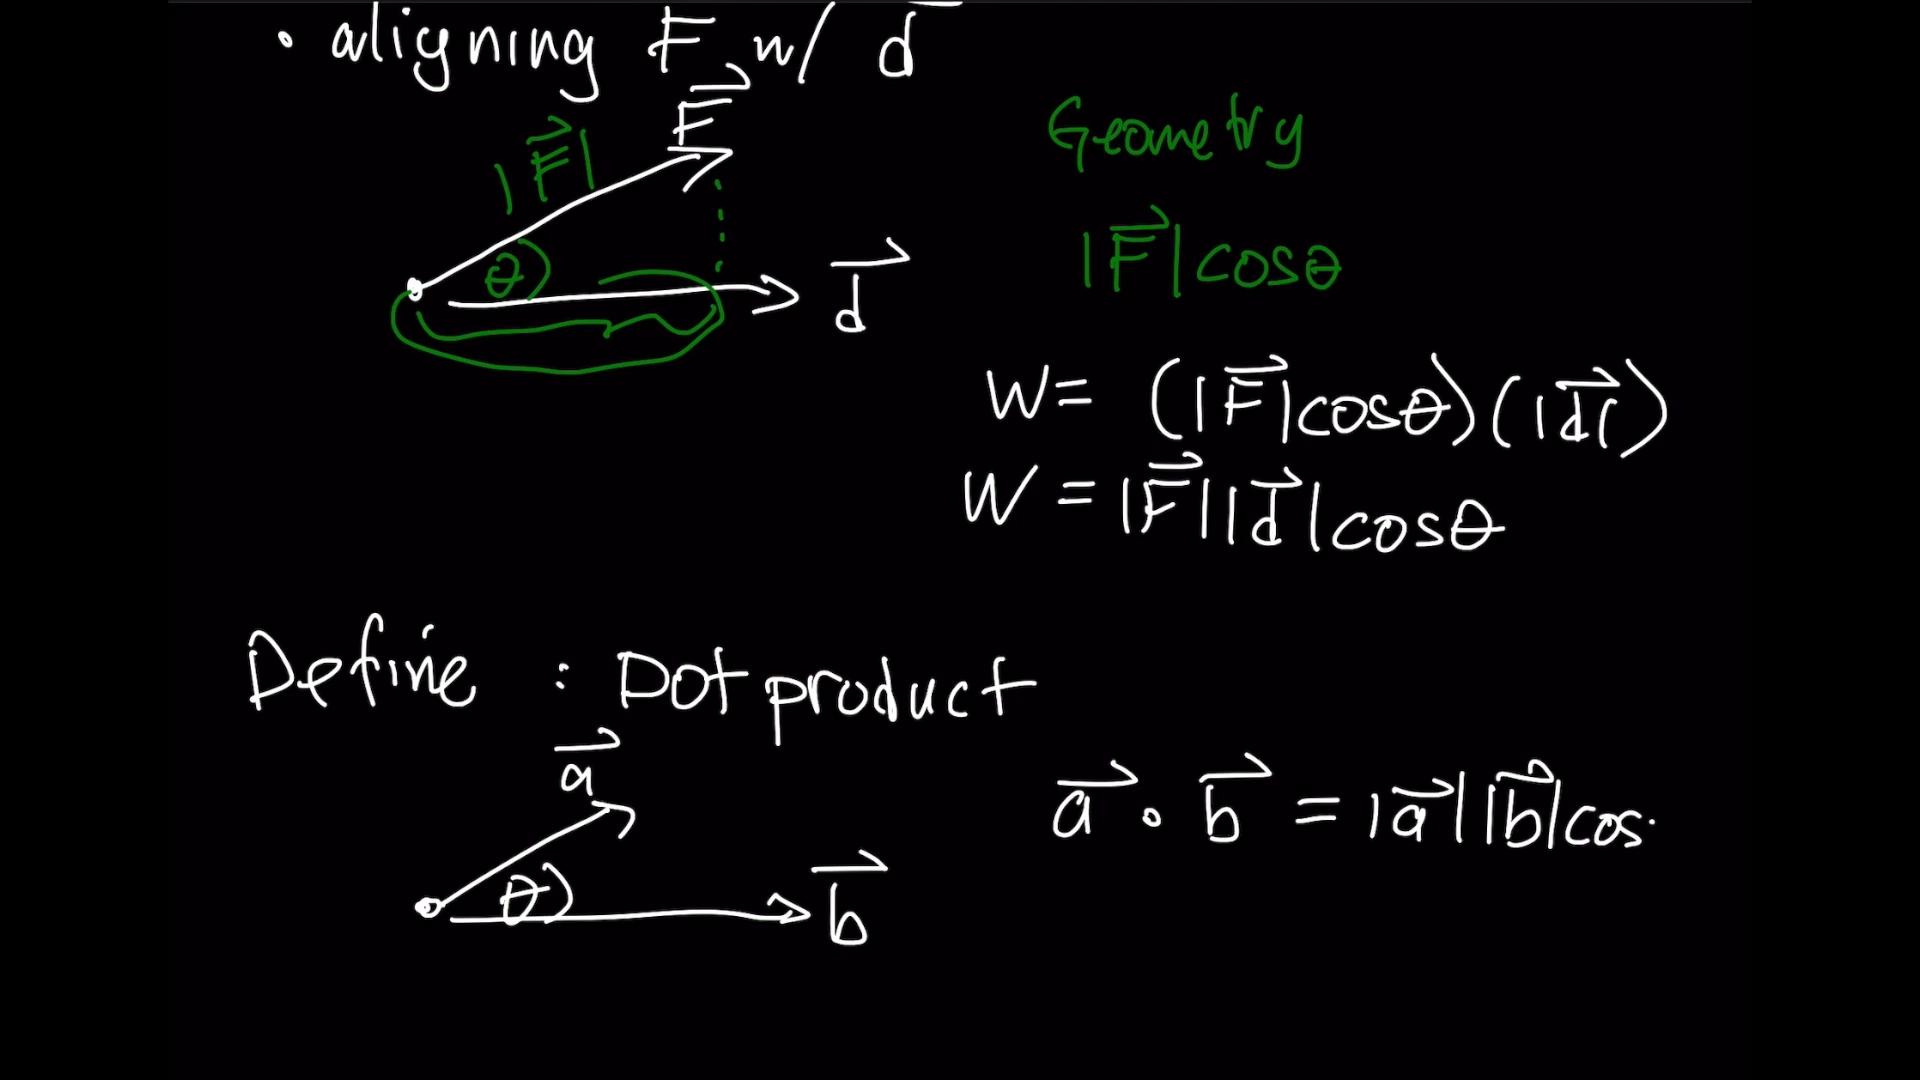 • aligning F w/ d
F⃗
|F⃗|
θ
d⃗
Geometry
|F⃗| cosθ
W = (|F⃗| cosθ) (|d⃗|)
W = |F⃗| |d⃗| cosθ
Define : Dot product
a⃗
θ
b⃗
a⃗ • b⃗ = |a⃗| |b⃗| cos